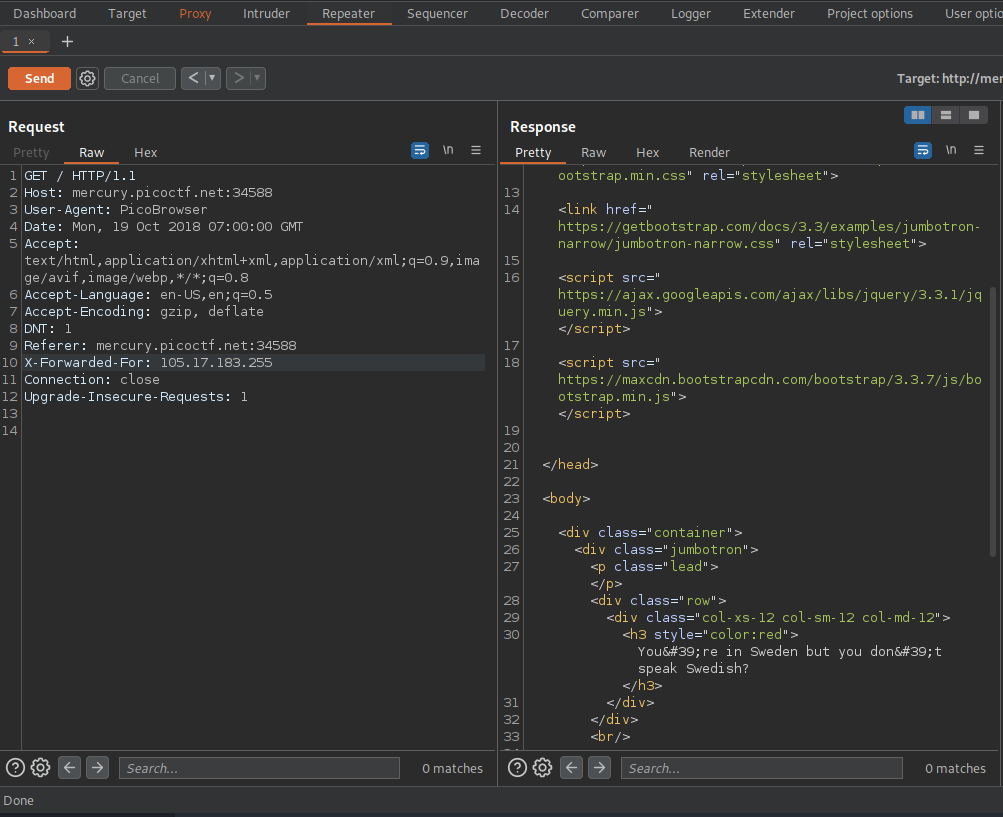 Dashboard Target Proxy Intruder Repeater Sequencer Decoder Comparer Logger Extender Project options User optio
1 × +
Send Cancel < ▼ > ▼ Target: http://mer
Request
Pretty Raw Hex \n ≡
1 GET / HTTP/1.1
2 Host: mercury.picoctf.net:34588
3 User-Agent: PicoBrowser
4 Date: Mon, 19 Oct 2018 07:00:00 GMT
5 Accept:
text/html,application/xhtml+xml,application/xml;q=0.9,ima
ge/avif,image/webp,*/*;q=0.8
6 Accept-Language: en-US,en;q=0.5
7 Accept-Encoding: gzip, deflate
8 DNT: 1
9 Referer: mercury.picoctf.net:34588
10 X-Forwarded-For: 105.17.183.255
11 Connection: close
12 Upgrade-Insecure-Requests: 1
13
14
? Search... 0 matches
Response
Pretty Raw Hex Render \n ≡
ootstrap.min.css" rel="stylesheet">
13
14 <link href="
https://getbootstrap.com/docs/3.3/examples/jumbotron-
narrow/jumbotron-narrow.css" rel="stylesheet">
15
16 <script src="
https://ajax.googleapis.com/ajax/libs/jquery/3.3.1/jq
uery.min.js">
</script>
17
18 <script src="
https://maxcdn.bootstrapcdn.com/bootstrap/3.3.7/js/bo
otstrap.min.js">
</script>
19
20
21 </head>
22
23 <body>
24
25 <div class="container">
26 <div class="jumbotron">
27 <p class="lead">
</p>
28 <div class="row">
29 <div class="col-xs-12 col-sm-12 col-md-12">
30 <h3 style="color:red">
You&#39;re in Sweden but you don&#39;t
speak Swedish?
</h3>
31 </div>
32 </div>
33 <br/>
? Search... 0 matches
Done